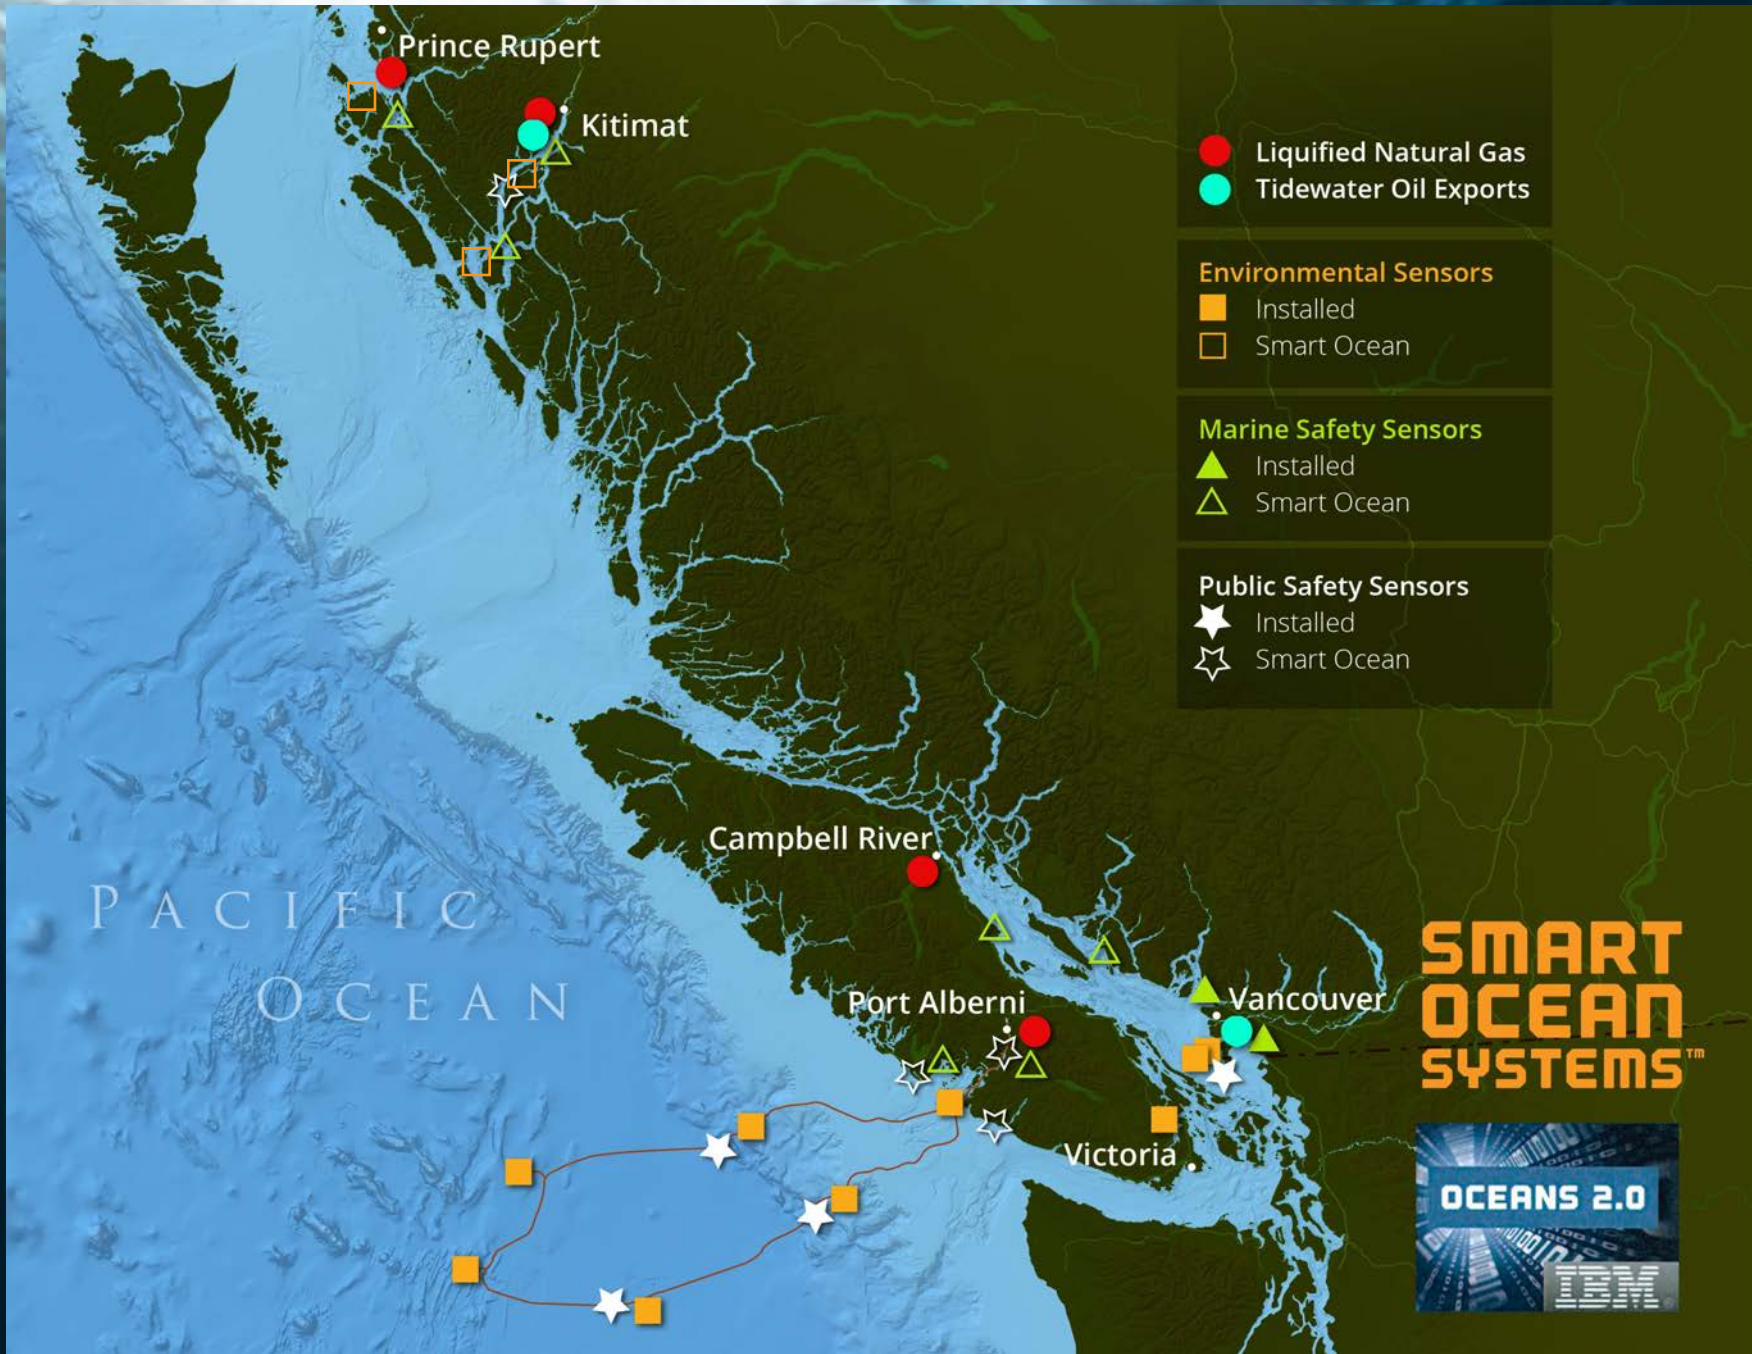 Prince Rupert
Kitimat
Liquified Natural Gas
Tidewater Oil Exports
Environmental Sensors
Installed
Smart Ocean
Marine Safety Sensors
Installed
Smart Ocean
Public Safety Sensors
Installed
Smart Ocean
Campbell River
PACIFIC
OCEAN
Port Alberni
Vancouver
Victoria
SMART
OCEAN
SYSTEMS™
OCEANS 2.0
IBM